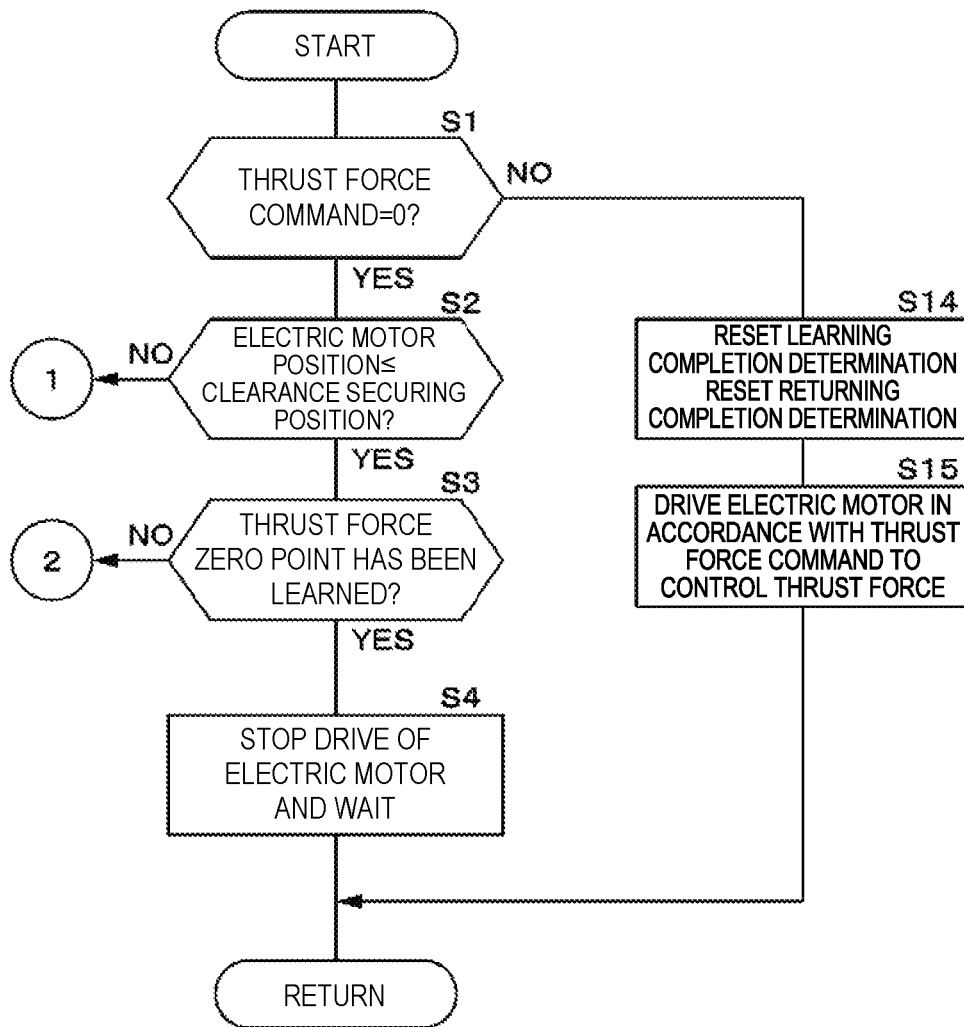 START
S1
THRUST FORCE
COMMAND=0?
NO
YES
S2
ELECTRIC MOTOR
POSITION≤
CLEARANCE SECURING
POSITION?
NO
1
YES
S3
THRUST FORCE
ZERO POINT HAS BEEN
LEARNED?
NO
2
YES
S4
STOP DRIVE OF
ELECTRIC MOTOR
AND WAIT
S14
RESET LEARNING
COMPLETION DETERMINATION
RESET RETURNING
COMPLETION DETERMINATION
S15
DRIVE ELECTRIC MOTOR IN
ACCORDANCE WITH THRUST
FORCE COMMAND TO
CONTROL THRUST FORCE
RETURN